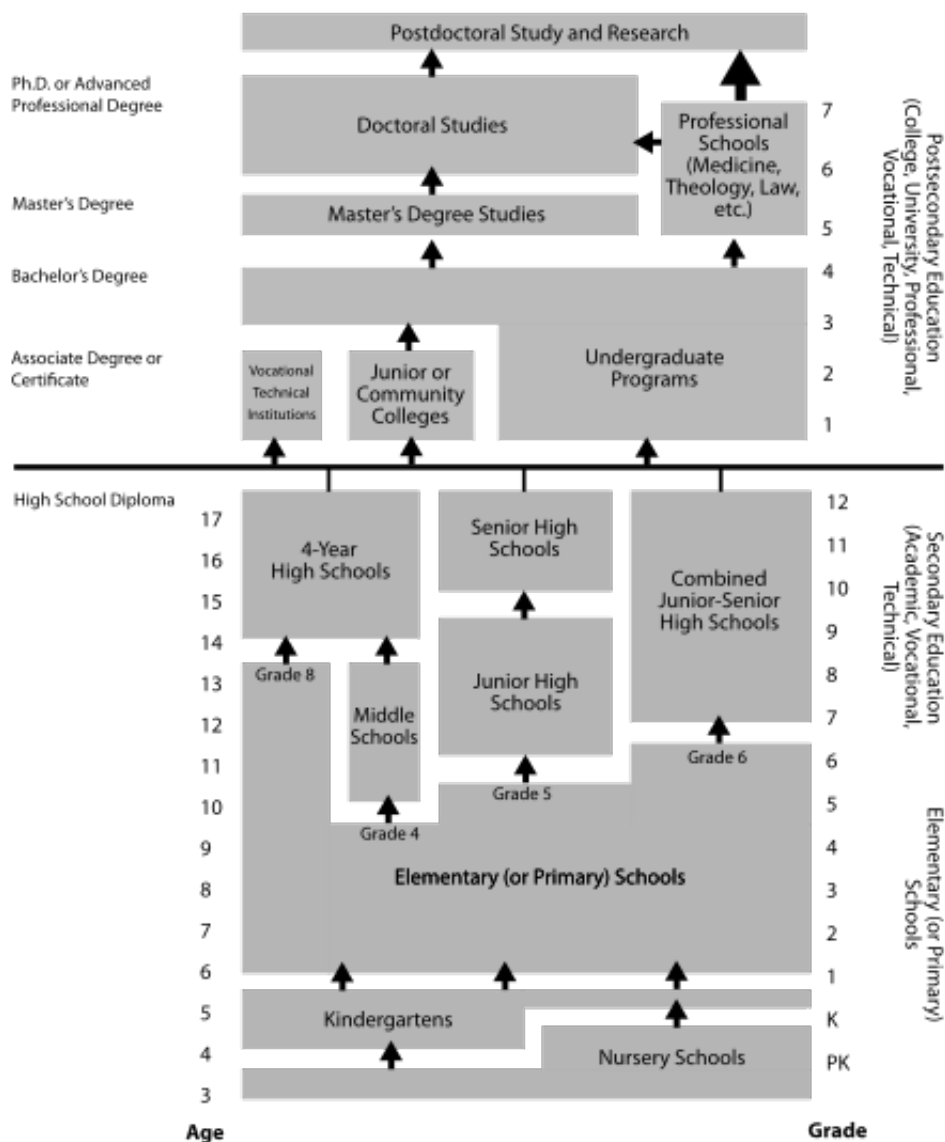 Postdoctoral Study and Research
Ph.D. or Advanced
Professional Degree
Doctoral Studies
Professional
Schools
(Medicine,
Theology, Law,
etc.)
7
6
Master's Degree
Master's Degree Studies
5
Bachelor's Degree
4
3
Associate Degree or
Certificate
Vocational
Technical
Institutions
Junior or
Community
Colleges
Undergraduate
Programs
2
1
Postsecondary Education
(College, University, Professional,
Vocational, Technical)
High School Diploma
17
16
15
14
13
12
11
10
9
8
7
6
5
4
3
Age
4-Year
High Schools
Senior High
Schools
Combined
Junior-Senior
High Schools
Grade 8
Middle
Schools
Junior High
Schools
Grade 6
Grade 5
Grade 4
Elementary (or Primary) Schools
Kindergartens
Nursery Schools
12
11
10
9
8
7
6
5
4
3
2
1
K
PK
Grade
Secondary Education
(Academic, Vocational,
Technical)
Elementary (or Primary)
Schools